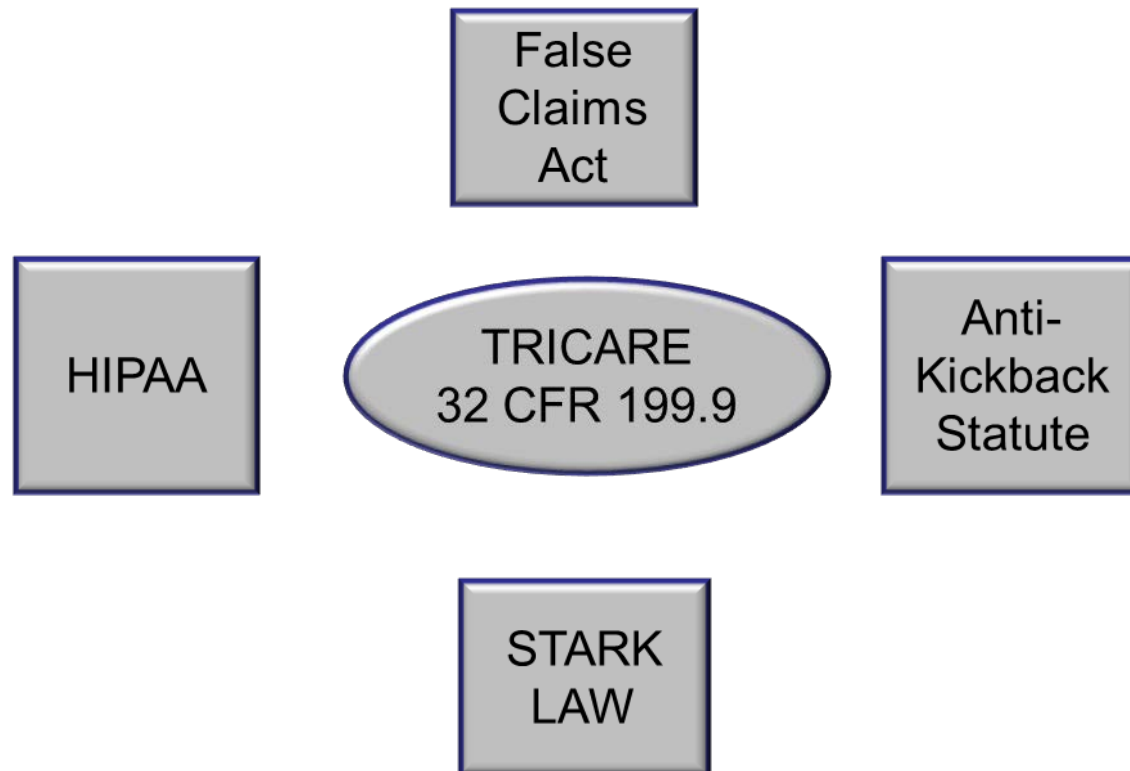 False
Claims
Act
HIPAA
TRICARE
32 CFR 199.9
Anti-
Kickback
Statute
STARK
LAW